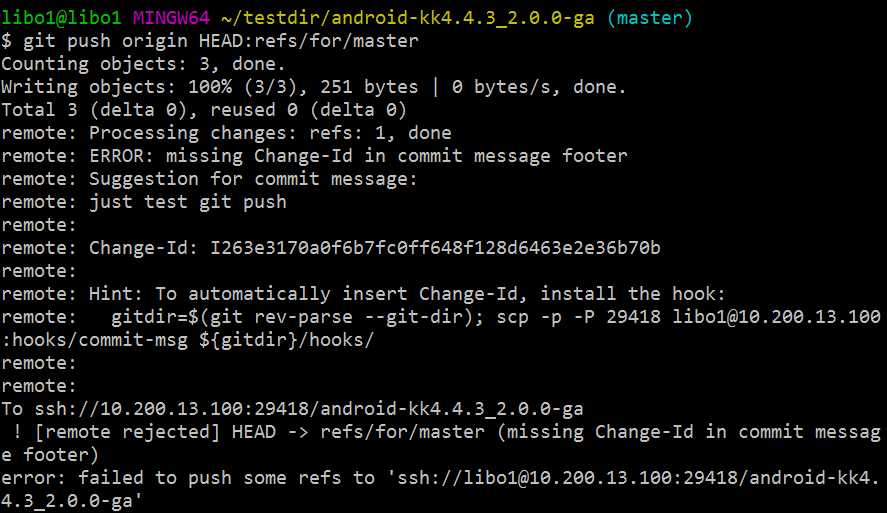 libo1@libo1 MINGW64 ~/testdir/android-kk4.4.3_2.0.0-ga (master)
$ git push origin HEAD:refs/for/master
Counting objects: 3, done.
Writing objects: 100% (3/3), 251 bytes | 0 bytes/s, done.
Total 3 (delta 0), reused 0 (delta 0)
remote: Processing changes: refs: 1, done
remote: ERROR: missing Change-Id in commit message footer
remote: Suggestion for commit message:
remote: just test git push
remote:
remote: Change-Id: I263e3170a0f6b7fc0ff648f128d6463e2e36b70b
remote:
remote: Hint: To automatically insert Change-Id, install the hook:
remote:   gitdir=$(git rev-parse --git-dir); scp -p -P 29418 libo1@10.200.13.100
:hooks/commit-msg ${gitdir}/hooks/
remote:
remote:
To ssh://10.200.13.100:29418/android-kk4.4.3_2.0.0-ga
 ! [remote rejected] HEAD -> refs/for/master (missing Change-Id in commit messag
e footer)
error: failed to push some refs to 'ssh://libo1@10.200.13.100:29418/android-kk4.
4.3_2.0.0-ga'